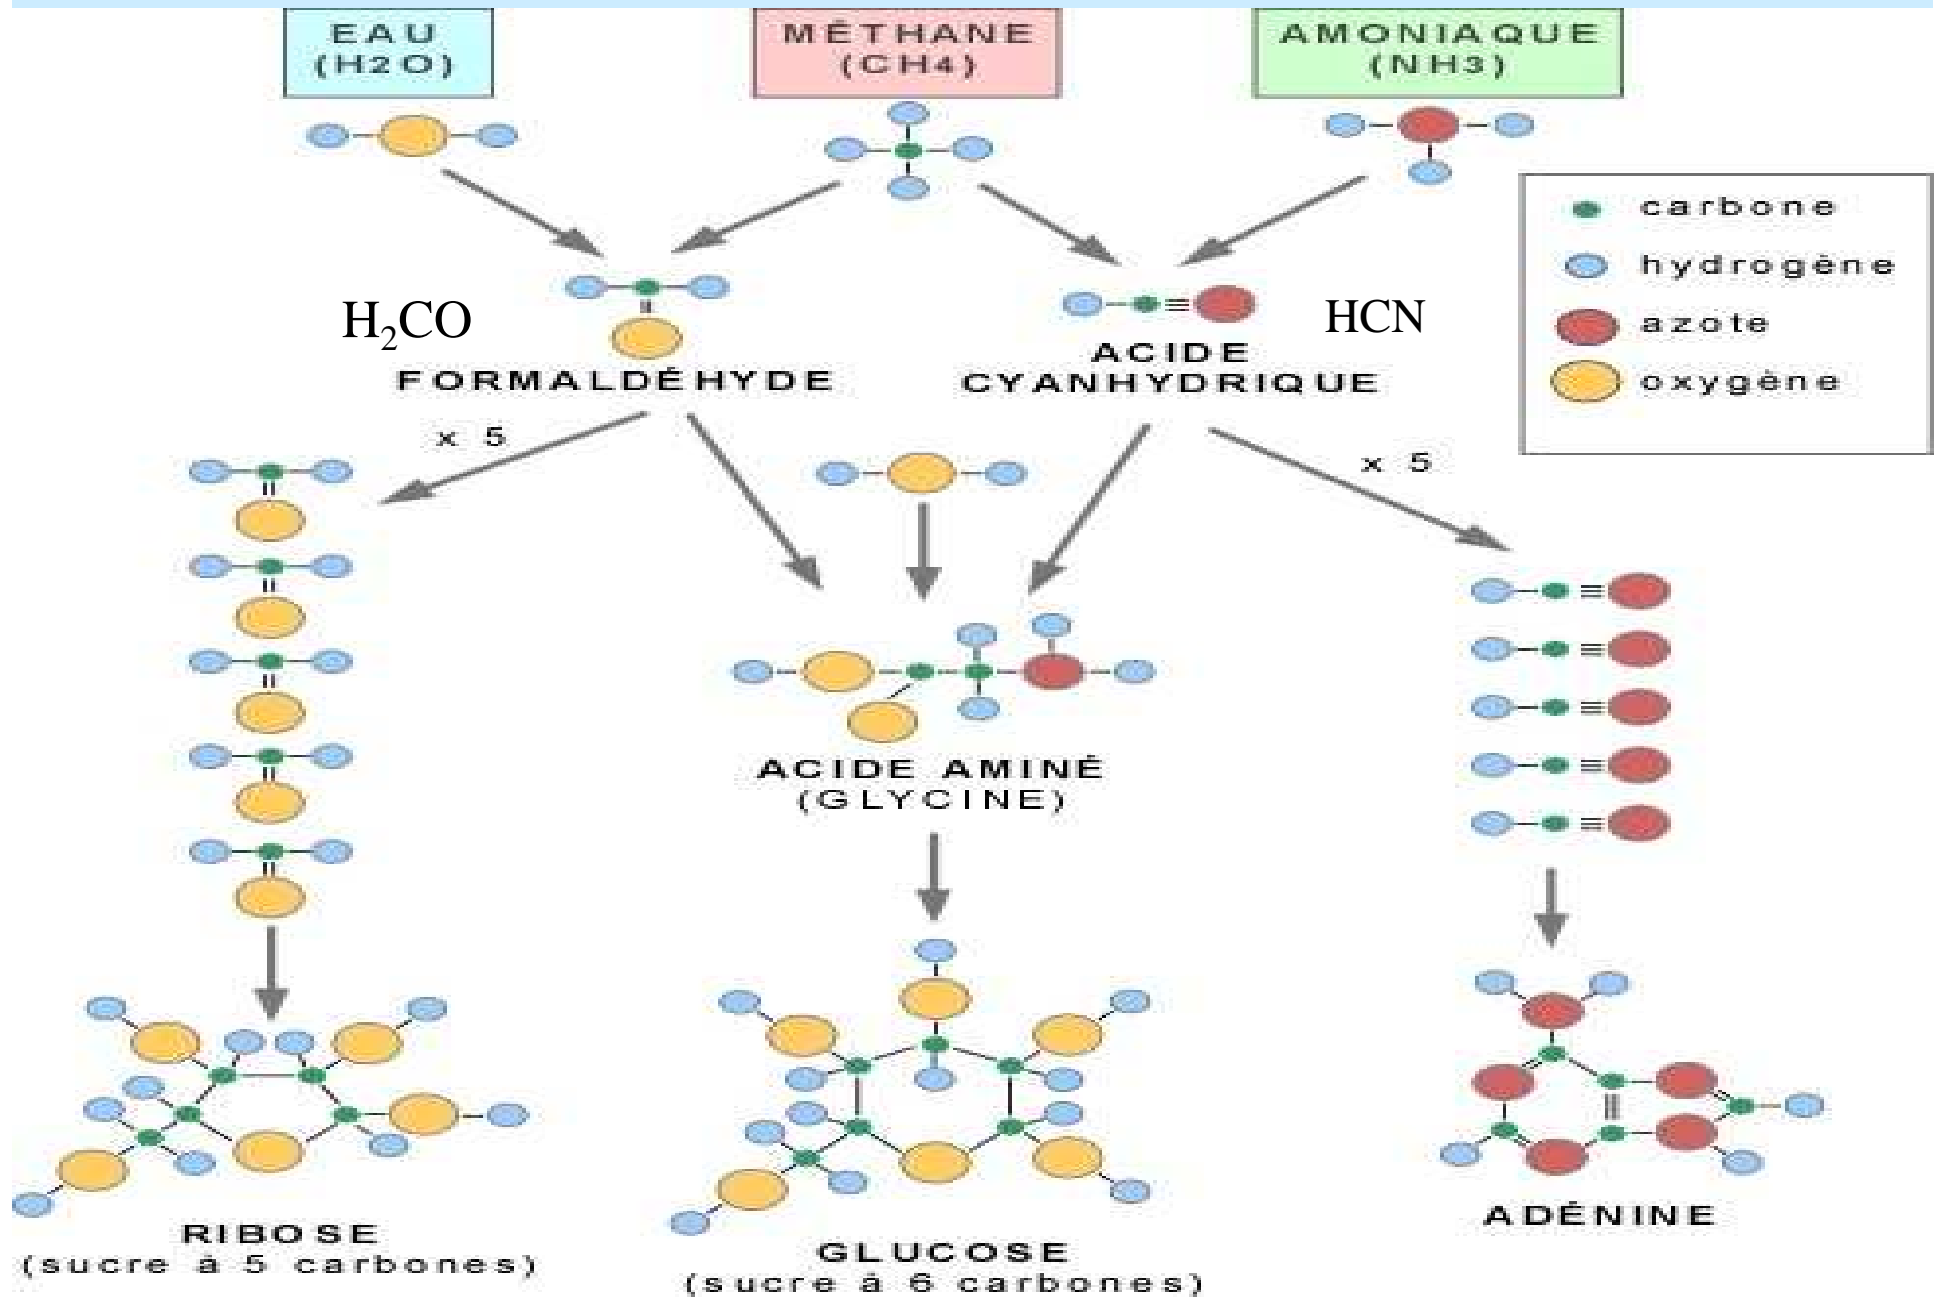 EAU
(H2O)
MÉTHANE
(CH4)
AMONIAQUE
(NH3)
carbone
hydrogène
azote
oxygène
H₂CO
FORMALDÉHYDE
HCN
ACIDE
CYANHYDRIQUE
x 5
x 5
ACIDE AMINÉ
(GLYCINE)
RIBOSE
(sucre à 5 carbones)
GLUCOSE
(sucre à 6 carbones)
ADÉNINE